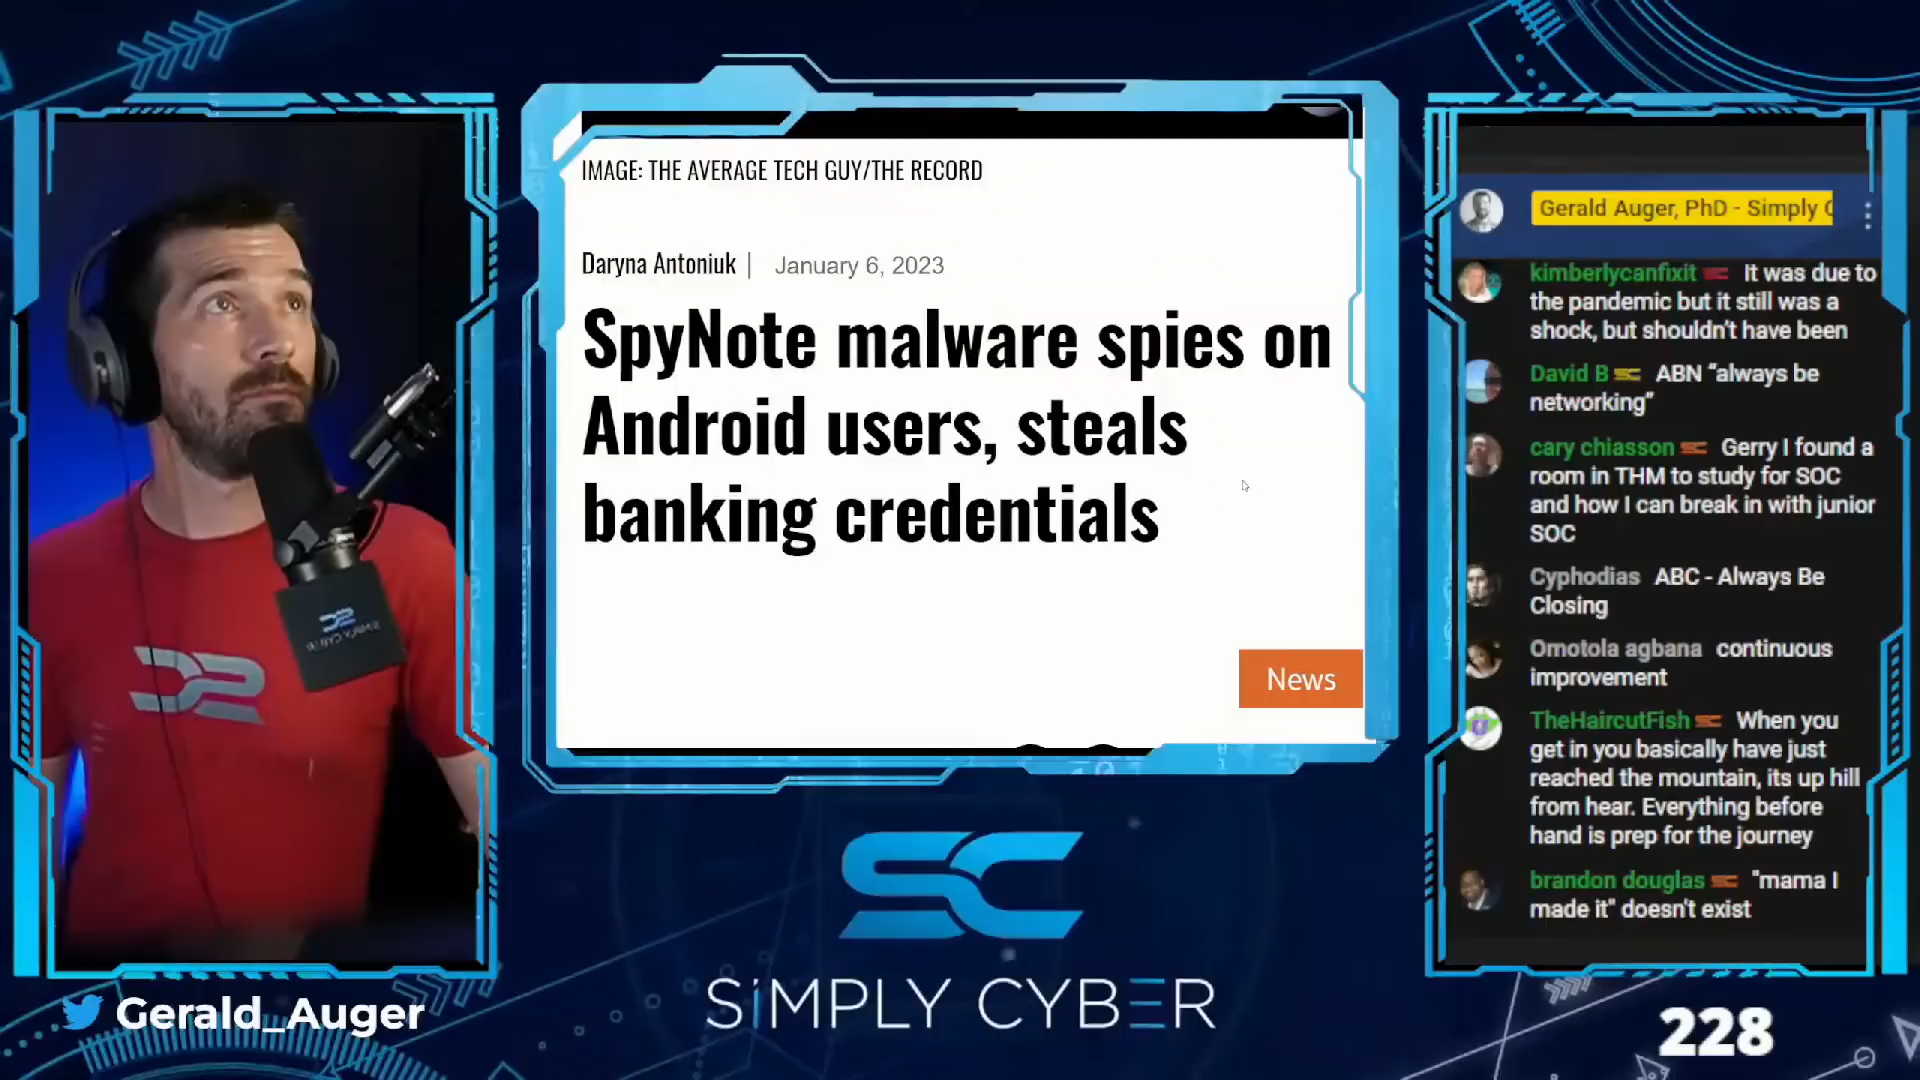 IMAGE: THE AVERAGE TECH GUY/THE RECORD
Daryna Antoniuk | January 6, 2023
SpyNote malware spies on
Android users, steals
banking credentials
News
SC
SiMPLY CYBER
Gerald_Auger
Gerald Auger, PhD - Simply C
kimberlycanfixit It was due to
the pandemic but it still was a
shock, but shouldn't have been
David B ABN “always be
networking”
cary chiasson Gerry I found a
room in THM to study for SOC
and how I can break in with junior
SOC
Cyphodias ABC - Always Be
Closing
Omotola agbana continuous
improvement
TheHaircutFish When you
get in you basically have just
reached the mountain, its up hill
from hear. Everything before
hand is prep for the journey
brandon douglas "mama I
made it" doesn't exist
228